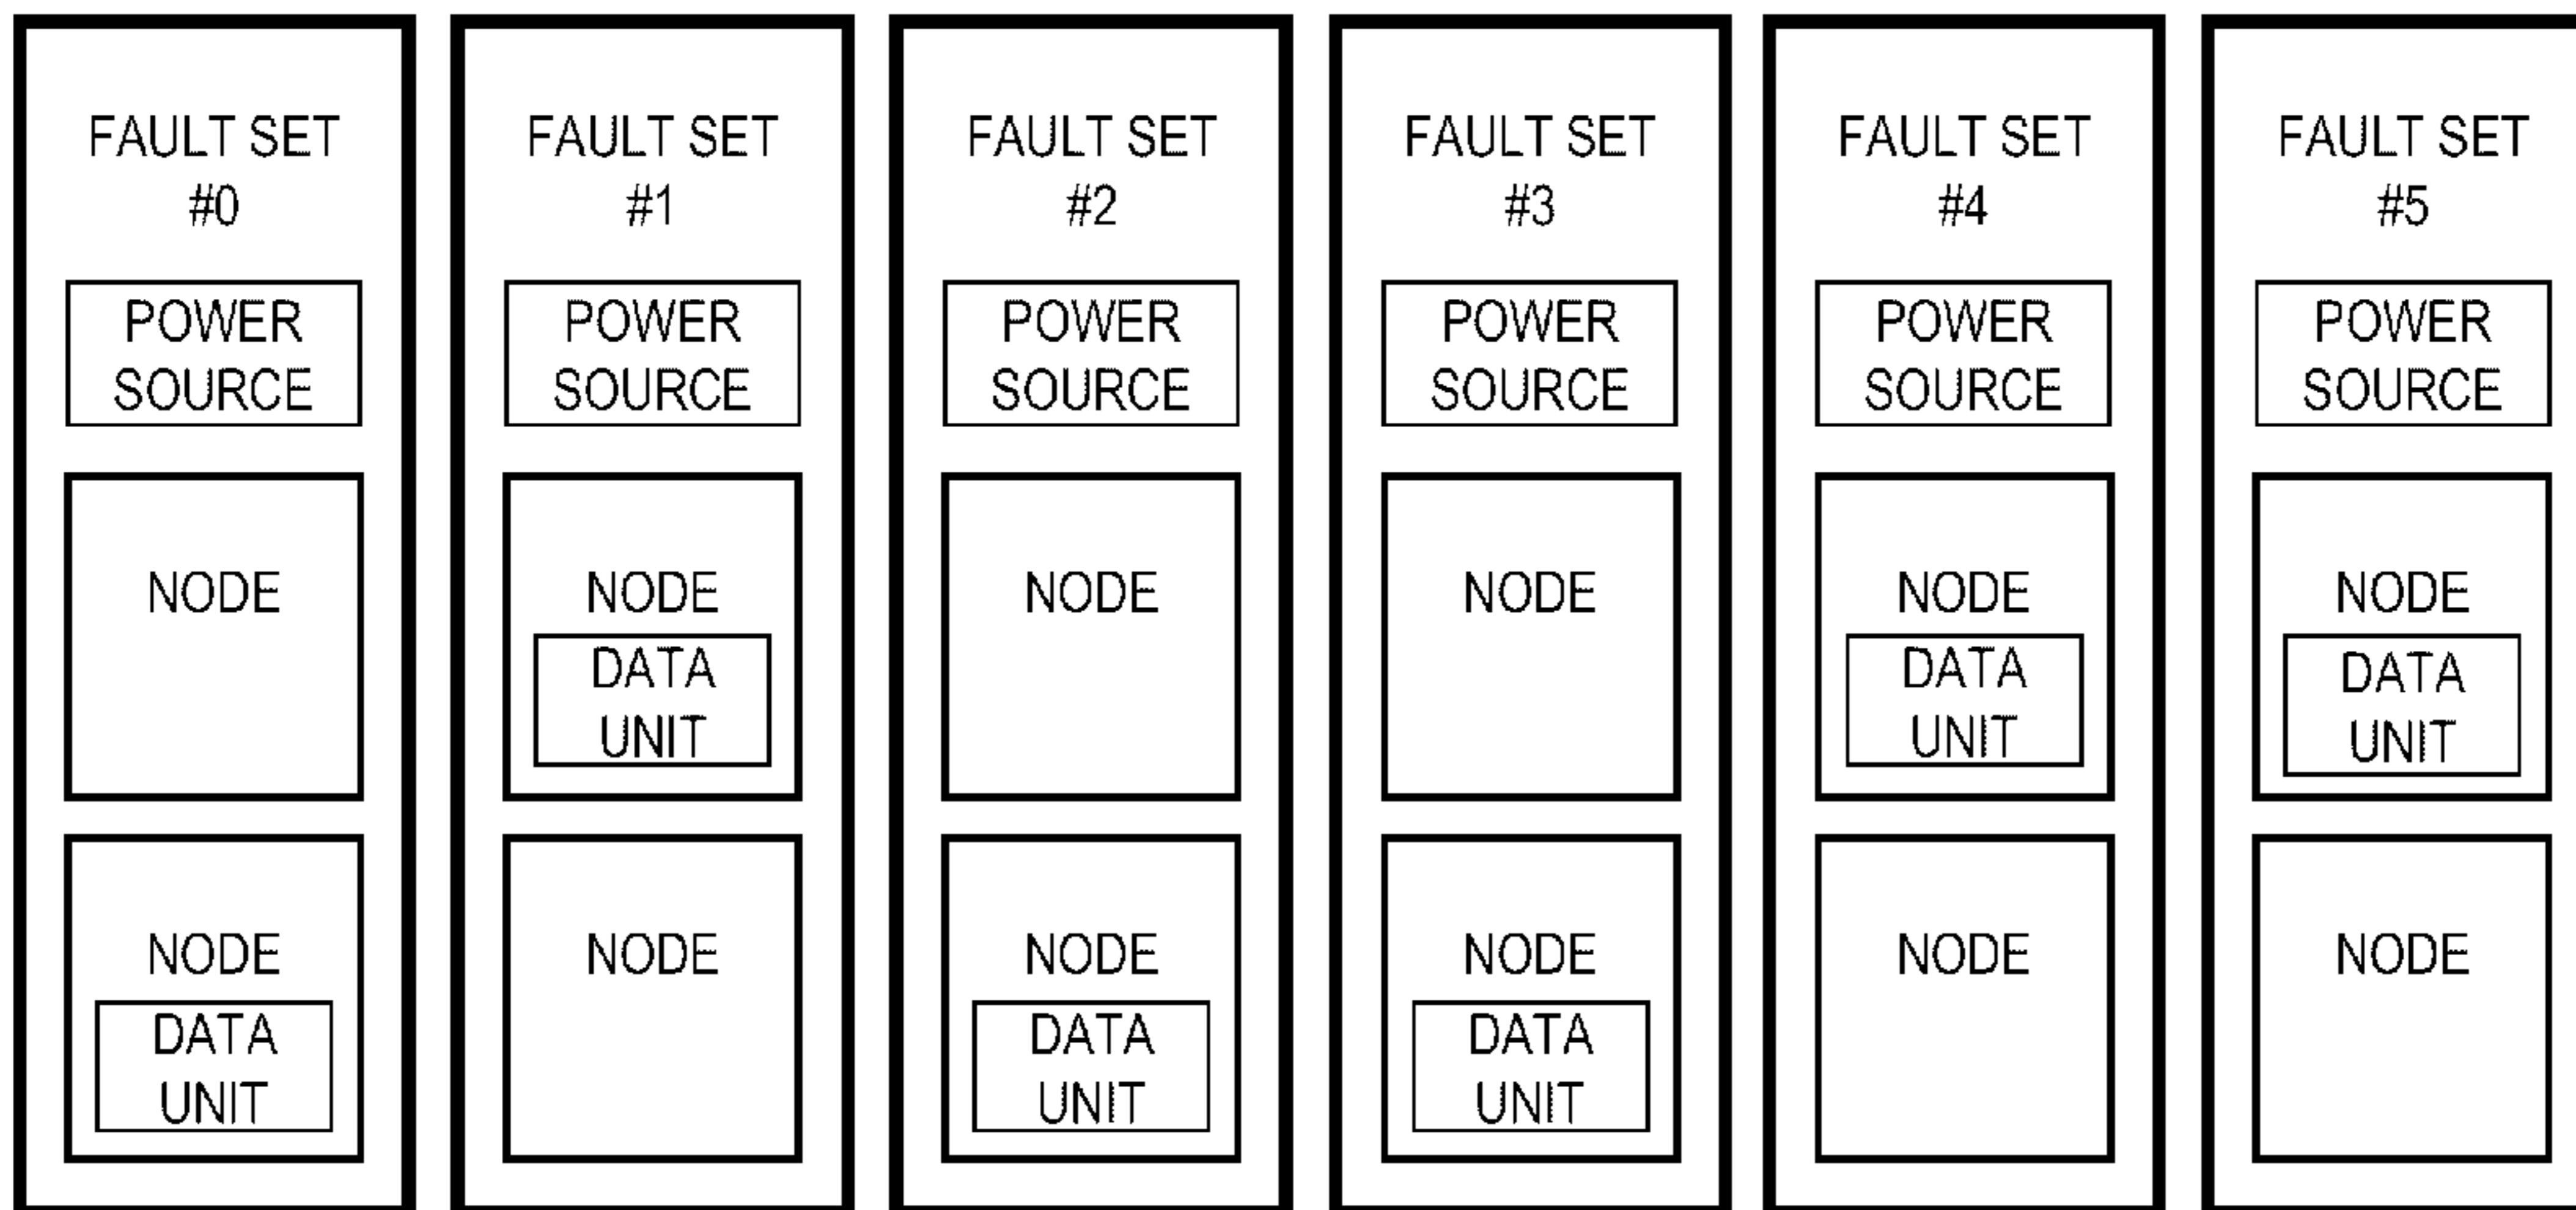 FAULT SET
#0
POWER
SOURCE
NODE
NODE
DATA
UNIT
FAULT SET
#1
POWER
SOURCE
NODE
DATA
UNIT
NODE
FAULT SET
#2
POWER
SOURCE
NODE
NODE
DATA
UNIT
FAULT SET
#3
POWER
SOURCE
NODE
NODE
DATA
UNIT
FAULT SET
#4
POWER
SOURCE
NODE
DATA
UNIT
NODE
FAULT SET
#5
POWER
SOURCE
NODE
DATA
UNIT
NODE